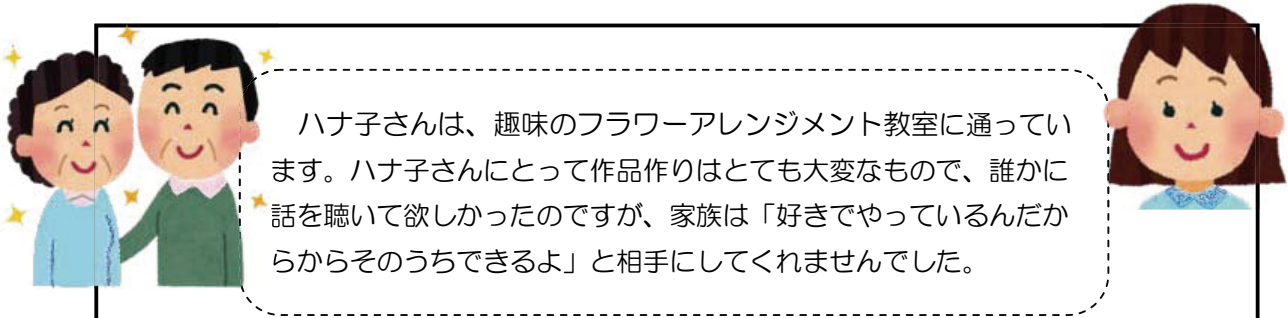 ハナ子さんは、趣味のフラワーアレンジメント教室に通ってい
ます。ハナ子さんにとって作品作りはとても大変なもので、誰かに
話を聴いて欲しかったのですが、家族は「好きでやっているんだか
らからそのうちできるよ」と相手にしてくれませんでした。